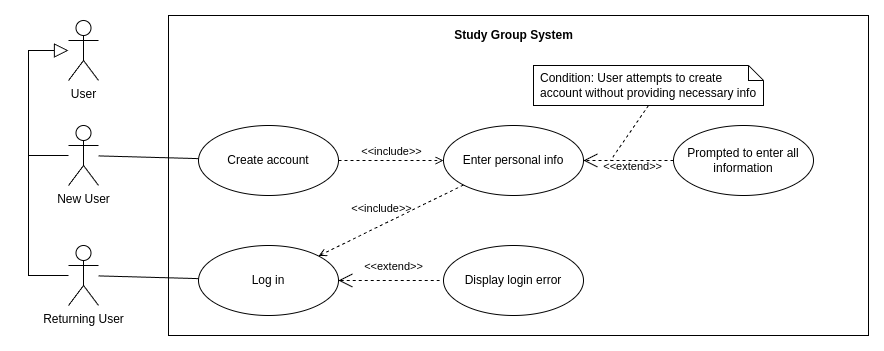 Study Group System
User
Condition: User attempts to create
account without providing necessary info
Create account
<<include>>
Enter personal info
<<extend>>
Prompted to enter all
information
New User
<<include>>
Log in
<<extend>>
Display login error
Returning User